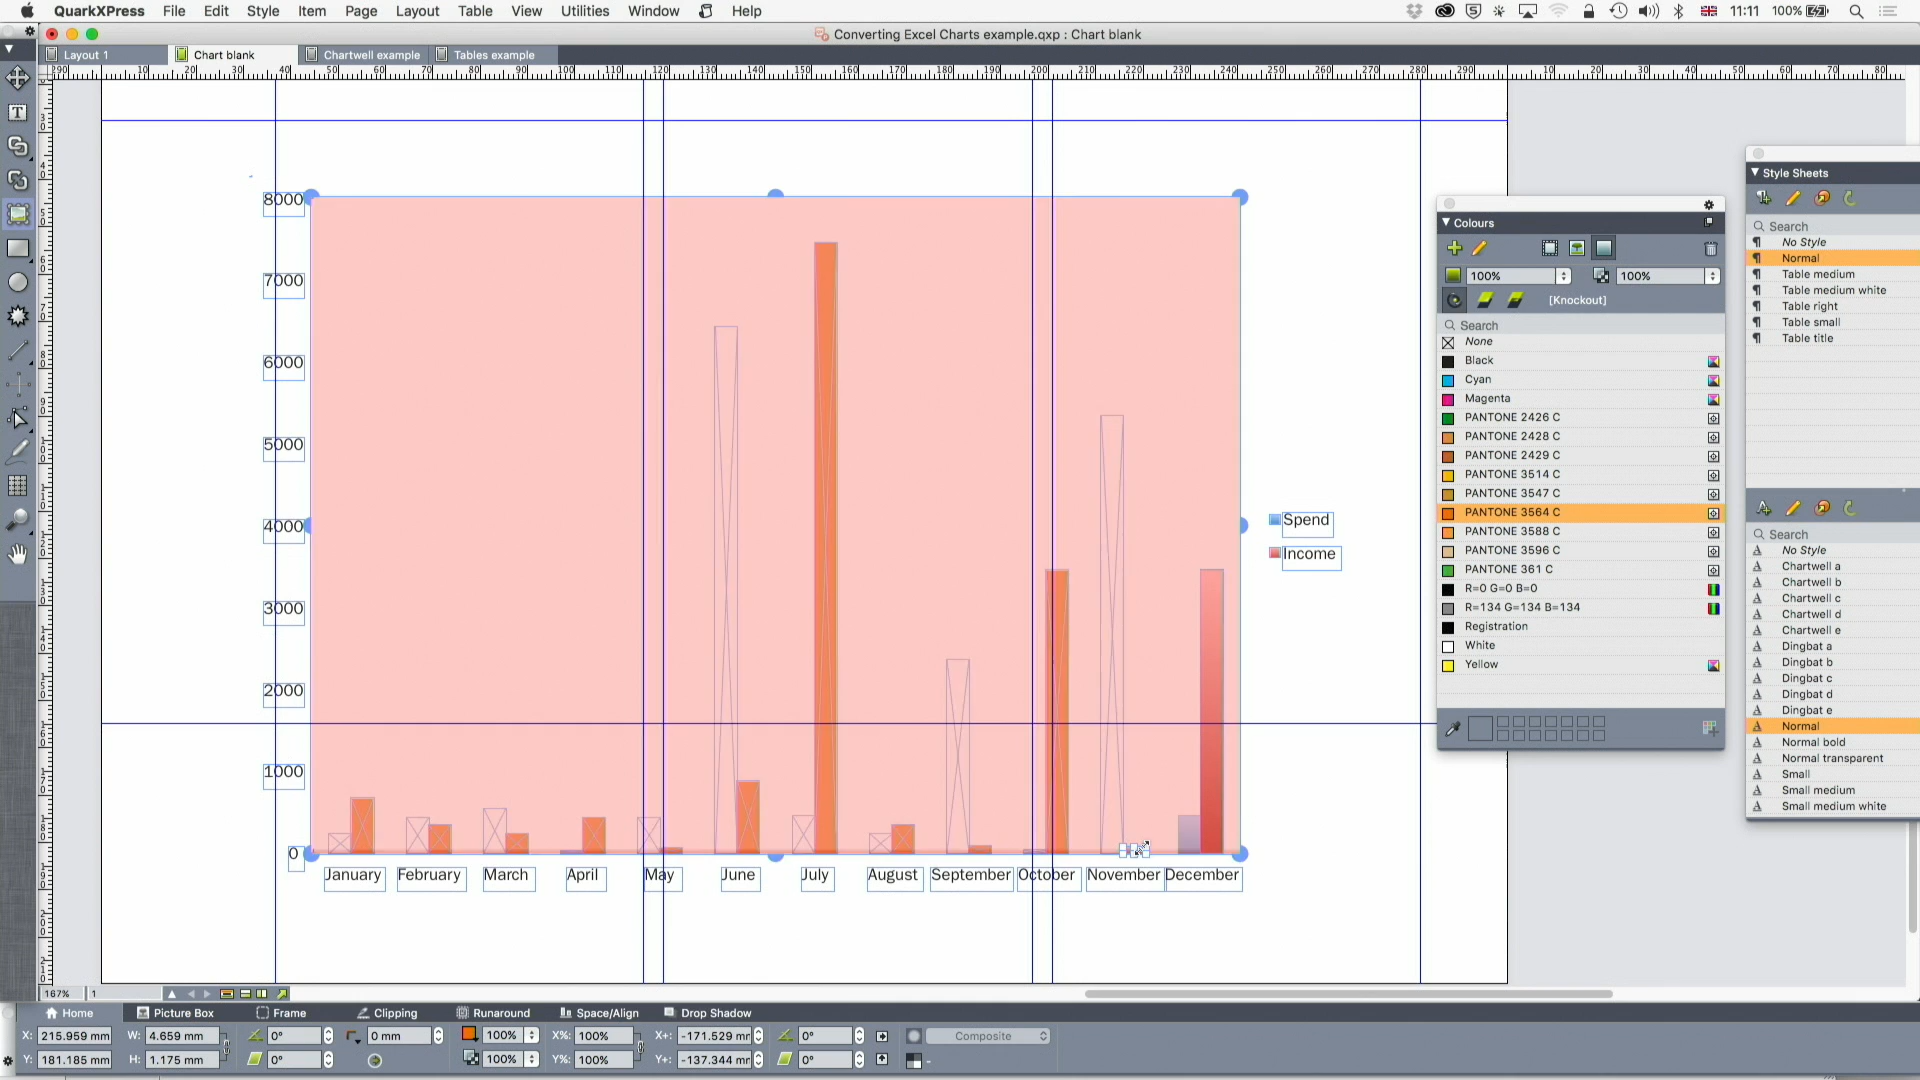 QuarkXPress File Edit Style Item Page Layout Table View Utilities Window Help 11:11 100%
Converting Excel Charts example.qxp : Chart blank
Layout 1 Chart blank Chartwell example Tables example
8000
7000
6000
5000
4000
3000
2000
1000
0
January February March April May June July August September October November December
Spend
Income
Colours
100% 100%
[Knockout]
Search
None
Black
Cyan
Magenta
PANTONE 2426 C
PANTONE 2428 C
PANTONE 2429 C
PANTONE 3514 C
PANTONE 3547 C
PANTONE 3564 C
PANTONE 3588 C
PANTONE 3596 C
PANTONE 361 C
R=0 G=0 B=0
R=134 G=134 B=134
Registration
White
Yellow
Style Sheets
Search
No Style
Normal
Table medium
Table medium white
Table right
Table small
Table title
Search
No Style
Chartwell a
Chartwell b
Chartwell c
Chartwell d
Chartwell e
Dingbat a
Dingbat b
Dingbat c
Dingbat d
Dingbat e
Normal
Normal bold
Normal transparent
Small
Small medium
Small medium white
167% 1
Home Picture Box Frame Clipping Runaround Space/Align Drop Shadow
X: 215.959 mm W: 4.659 mm 0° 0 mm 100% X%: 100% X+: -171.529 mm 0° Composite
Y: 181.185 mm H: 1.175 mm 0° 100% Y%: 100% Y+: -137.344 mm 0° -